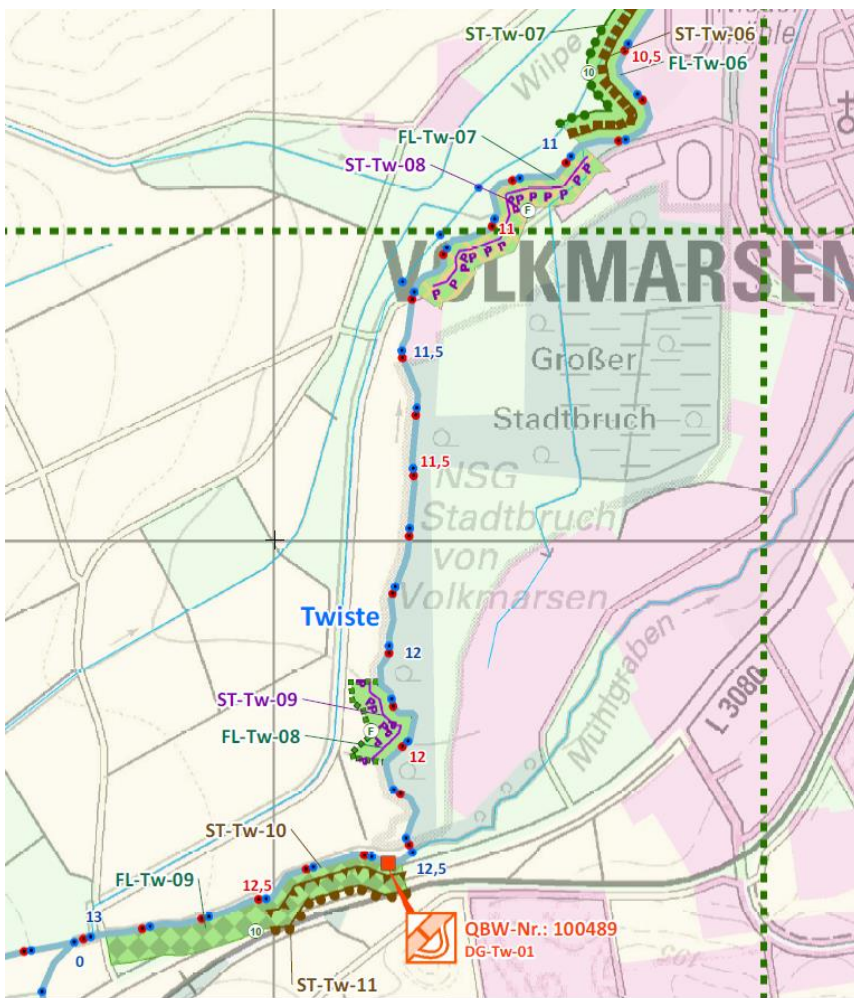 ST-Tw-07
ST-Tw-06
10,5
FL-Tw-06
Wilpe
10
FL-Tw-07
11
ST-Tw-08
P P P P P P
F
11
VOLKMARSEN
11,5
Großer
Stadtbruch
11,5
NSG
Stadtbruch
von
Volkmarsen
Twiste
12
ST-Tw-09
F
FL-Tw-08
12
Mühlgraben
L 3080
ST-Tw-10
12,5
FL-Tw-09
12,5
13
0
10
QBW-Nr.: 100489
DG-Tw-01
ST-Tw-11